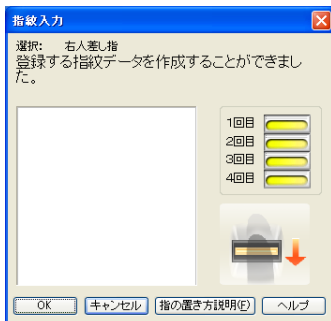 指紋入力
選択: 右人差し指
登録する指紋データを作成することができまし
た。
1回目
2回目
3回目
4回目
OK
キャンセル
指の置き方説明(F)
ヘルプ